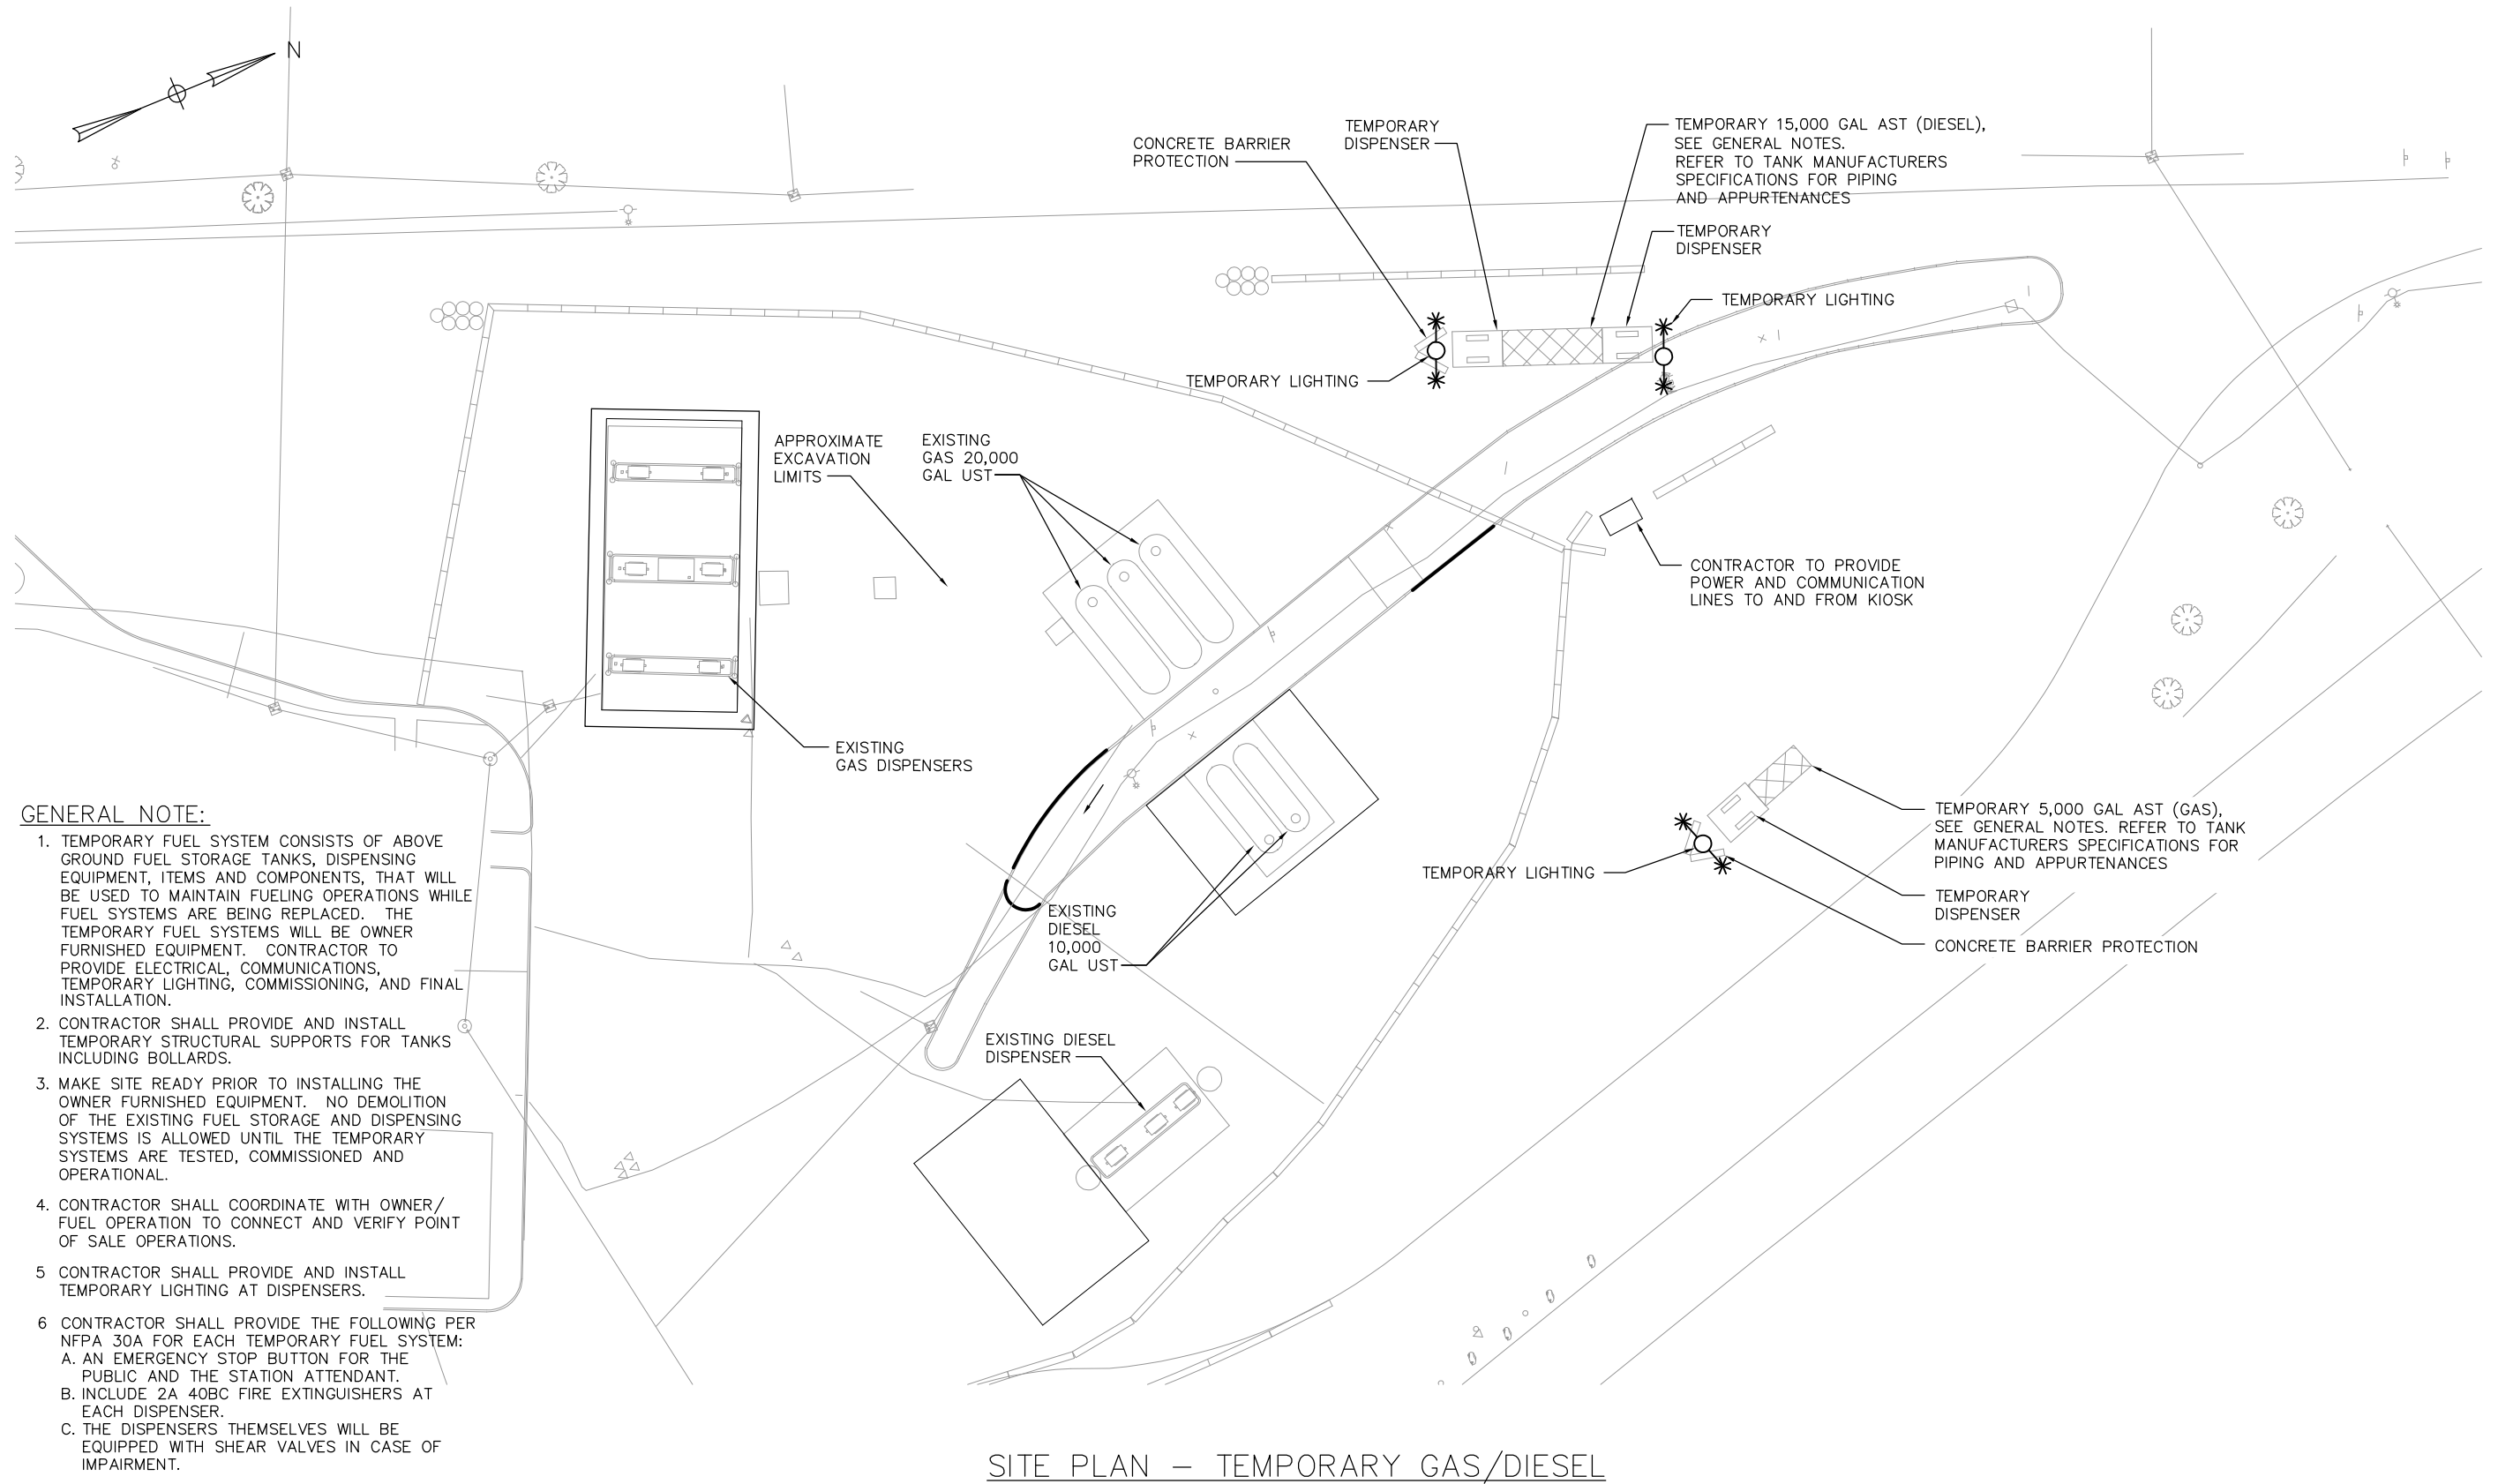 N
CONCRETE BARRIER
PROTECTION
TEMPORARY
DISPENSER
TEMPORARY 15,000 GAL AST (DIESEL),
SEE GENERAL NOTES.
REFER TO TANK MANUFACTURERS
SPECIFICATIONS FOR PIPING
AND APPURTENANCES
TEMPORARY
DISPENSER
TEMPORARY LIGHTING
TEMPORARY LIGHTING
APPROXIMATE
EXCAVATION
LIMITS
EXISTING
GAS 20,000
GAL UST
CONTRACTOR TO PROVIDE
POWER AND COMMUNICATION
LINES TO AND FROM KIOSK
EXISTING
GAS DISPENSERS
TEMPORARY 5,000 GAL AST (GAS),
SEE GENERAL NOTES. REFER TO TANK
MANUFACTURERS SPECIFICATIONS FOR
PIPING AND APPURTENANCES
TEMPORARY LIGHTING
TEMPORARY
DISPENSER
CONCRETE BARRIER PROTECTION
EXISTING
DIESEL
10,000
GAL UST
EXISTING DIESEL
DISPENSER
GENERAL NOTE:
1. TEMPORARY FUEL SYSTEM CONSISTS OF ABOVE
GROUND FUEL STORAGE TANKS, DISPENSING
EQUIPMENT, ITEMS AND COMPONENTS, THAT WILL
BE USED TO MAINTAIN FUELING OPERATIONS WHILE
FUEL SYSTEMS ARE BEING REPLACED. THE
TEMPORARY FUEL SYSTEMS WILL BE OWNER
FURNISHED EQUIPMENT. CONTRACTOR TO
PROVIDE ELECTRICAL, COMMUNICATIONS,
TEMPORARY LIGHTING, COMMISSIONING, AND FINAL
INSTALLATION.
2. CONTRACTOR SHALL PROVIDE AND INSTALL
TEMPORARY STRUCTURAL SUPPORTS FOR TANKS
INCLUDING BOLLARDS.
3. MAKE SITE READY PRIOR TO INSTALLING THE
OWNER FURNISHED EQUIPMENT. NO DEMOLITION
OF THE EXISTING FUEL STORAGE AND DISPENSING
SYSTEMS IS ALLOWED UNTIL THE TEMPORARY
SYSTEMS ARE TESTED, COMMISSIONED AND
OPERATIONAL.
4. CONTRACTOR SHALL COORDINATE WITH OWNER/
FUEL OPERATION TO CONNECT AND VERIFY POINT
OF SALE OPERATIONS.
5 CONTRACTOR SHALL PROVIDE AND INSTALL
TEMPORARY LIGHTING AT DISPENSERS.
6 CONTRACTOR SHALL PROVIDE THE FOLLOWING PER
NFPA 30A FOR EACH TEMPORARY FUEL SYSTEM:
A. AN EMERGENCY STOP BUTTON FOR THE
PUBLIC AND THE STATION ATTENDANT.
B. INCLUDE 2A 40BC FIRE EXTINGUISHERS AT
EACH DISPENSER.
C. THE DISPENSERS THEMSELVES WILL BE
EQUIPPED WITH SHEAR VALVES IN CASE OF
IMPAIRMENT.
SITE PLAN – TEMPORARY GAS/DIESEL